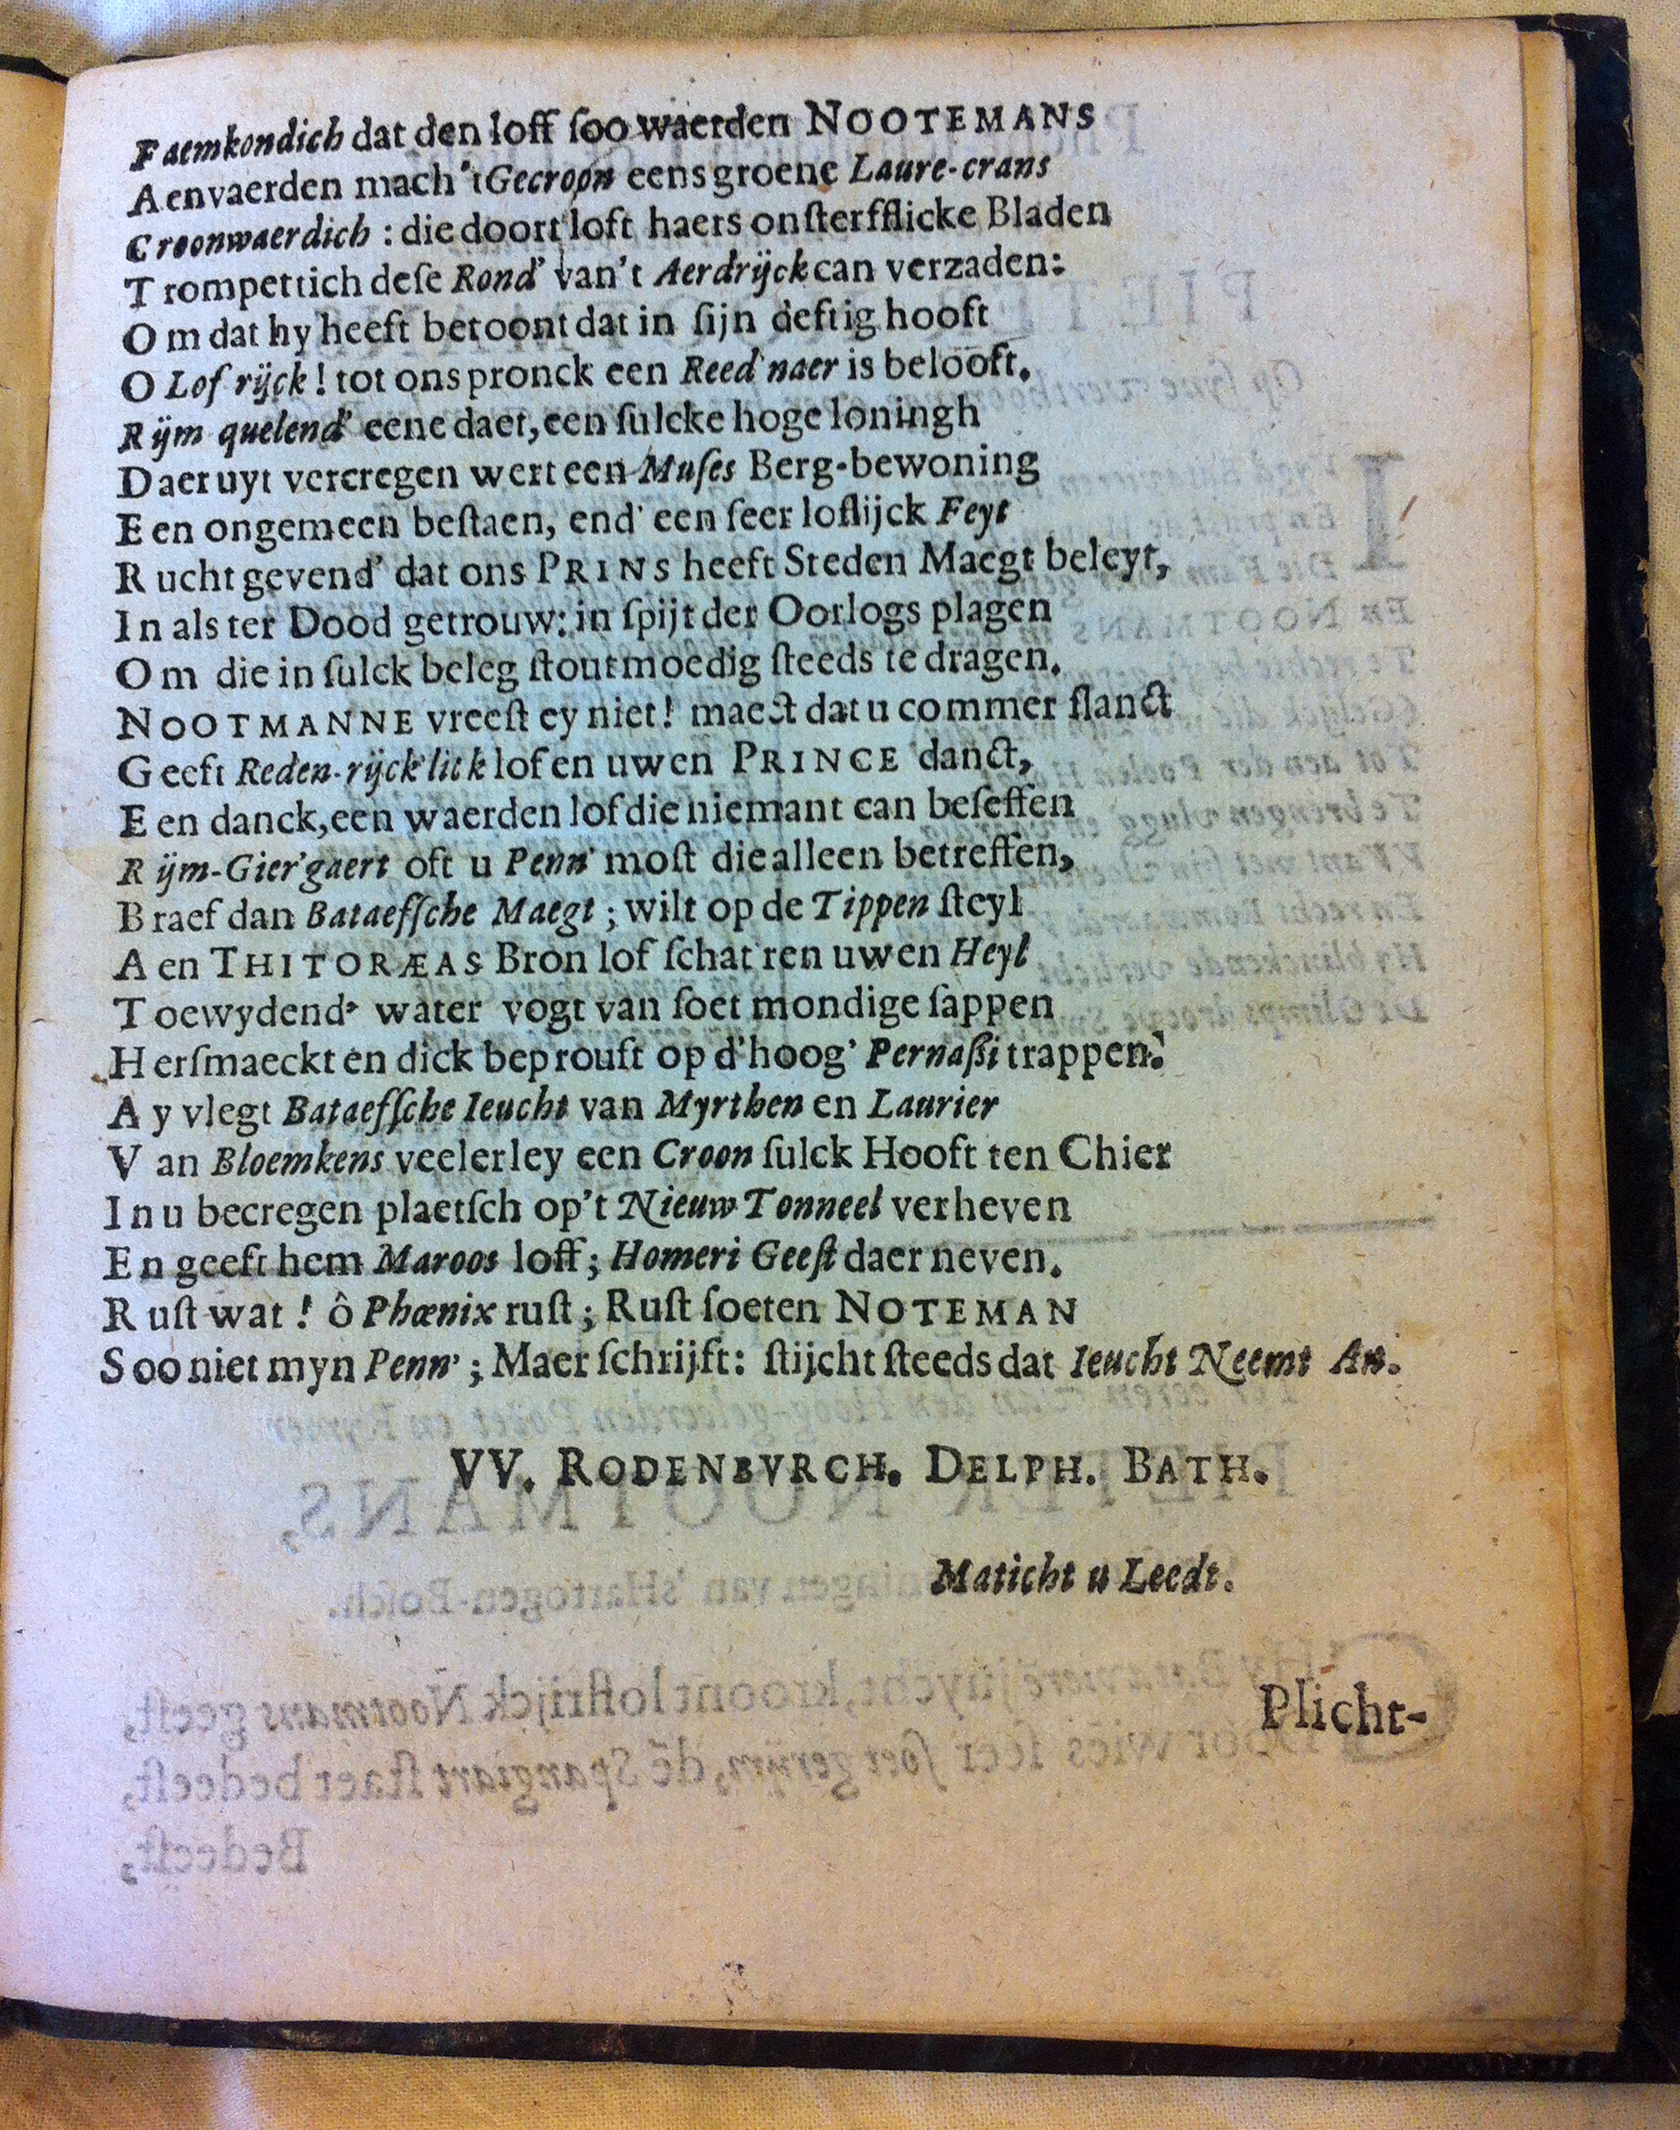 Faemkondich dat den loff ſoo waerden NOOTEMANS
Aenvaerden mach 't Gecroon eens groene Laure-crans
Croonwaerdich : die doort loft haers onſterfflicke Bladen
Trompettich deſe Rond' van't Aerdrijck can verzaden:
Om dat hy heeft betoont dat in ſijn deftig hooft
O Lof rijck! tot ons pronck een Reed'naer is belooft.
Rijm quelend' eene daet, een ſulcke hoge loningh
Daer uyt vercregen wert een Muſes Berg-bewoning
Een ongemeen beſtaen, end' een ſeer loflijck Feyt
Rucht gevend' dat ons PRINS heeft Steden Maegt beleyt,
In als ter Dood getrouw: in ſpijt der Oorlogs plagen
Om die in ſulck beleg ſtoutmoedig ſteeds te dragen.
NOOTMANNE vreeſt ey niet! maect dat u commer ſlanct
Geeft Reden-rijck'lick lof en uwen PRINCE danct,
Een danck, een waerden lof die niemant can beſeffen
Rijm-Gier'gaert oft u Penn' moſt die alleen betreffen,
Braef dan Bataefſche Maegt ; wilt op de Tippen ſteyl
Aen THITORÆAS Bron lof ſchat'ren uwen Heyl
Toewydend' water vogt van ſoet mondige ſappen
Herſmaeckt en dick beprouft op d'hoog' Pernaſsi trappen.
Ay vlegt Bataefſche Ieucht van Myrthen en Laurier
Van Bloemkens veelerley een Croon ſulck Hooft ten Chier
In u becregen plaetſch op't Nieuw Tonneel verheven
En geeft hem Maroos loff ; Homeri Geeſt daer neven.
Ruſt wat ! ô Phœnix ruſt ; Ruſt ſoeten NOTEMAN
Soo niet myn Penn' ; Maer ſchrijft: ſtijcht ſteeds dat Ieucht Neemt An.
VV. RODENBVRCH. DELPH. BATH.
Maticht u Leedt.
Plicht-